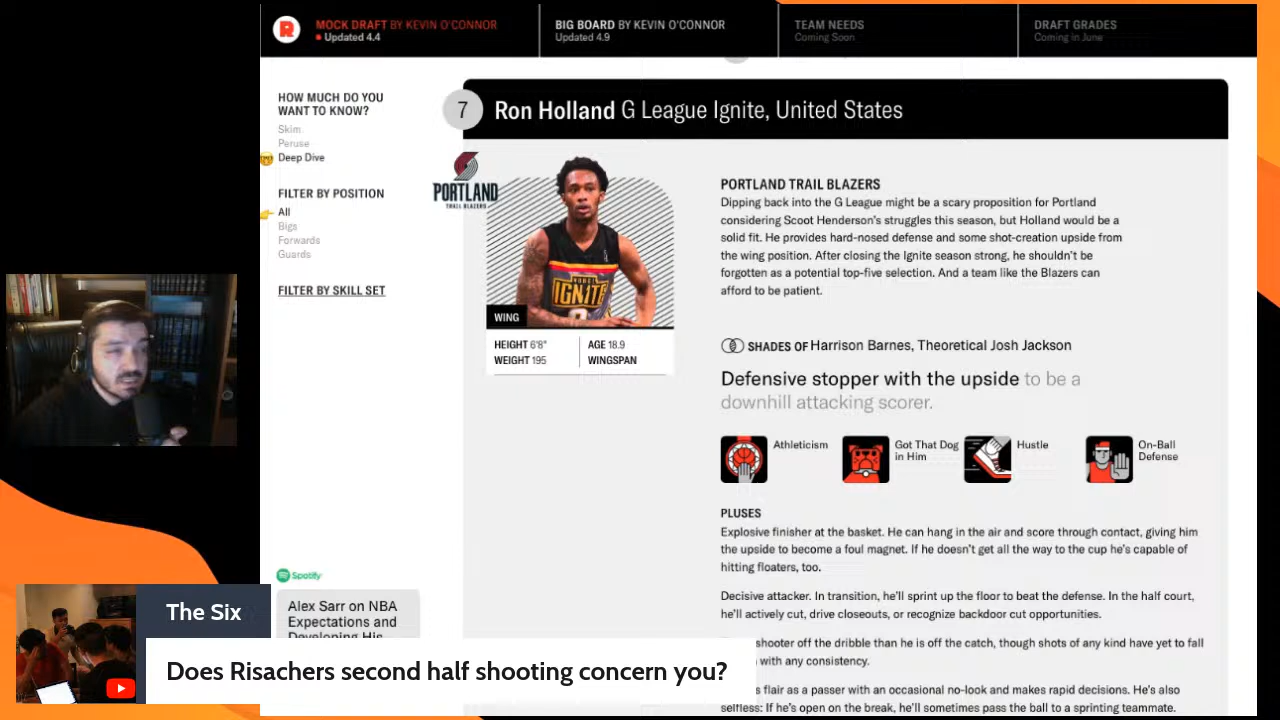 MOCK DRAFT BY KEVIN O'CONNOR
Updated 4.4
BIG BOARD BY KEVIN O'CONNOR
Updated 4.9
TEAM NEEDS
Coming Soon
DRAFT GRADES
Coming in June
HOW MUCH DO YOU
WANT TO KNOW?
Skim
Peruse
Deep Dive
FILTER BY POSITION
All
Bigs
Forwards
Guards
FILTER BY SKILL SET
7 Ron Holland G League Ignite, United States
PORTLAND
TRAIL BLAZERS
IGNITE
WING
HEIGHT 6'8"
WEIGHT 195
AGE 18.9
WINGSPAN
PORTLAND TRAIL BLAZERS
Dipping back into the G League might be a scary proposition for Portland
considering Scoot Henderson's struggles this season, but Holland would be a
solid fit. He provides hard-nosed defense and some shot-creation upside from
the wing position. After closing the Ignite season strong, he shouldn't be
forgotten as a potential top-five selection. And a team like the Blazers can
afford to be patient.
SHADES OF Harrison Barnes, Theoretical Josh Jackson
Defensive stopper with the upside to be a
downhill attacking scorer.
Athleticism
Got That Dog
in Him
Hustle
On-Ball
Defense
PLUSES
Explosive finisher at the basket. He can hang in the air and score through contact, giving him
the upside to become a foul magnet. If he doesn't get all the way to the cup he's capable of
hitting floaters, too.
Decisive attacker. In transition, he'll sprint up the floor to beat the defense. In the half court,
he'll actively cut, drive closeouts, or recognize backdoor cut opportunities.
shooter off the dribble than he is off the catch, though shots of any kind have yet to fall
with any consistency.
flair as a passer with an occasional no-look and makes rapid decisions. He's also
selfless: If he's open on the break, he'll sometimes pass the ball to a sprinting teammate.
Spotify
Alex Sarr on NBA
Expectations and
Developing His
The Six
Does Risachers second half shooting concern you?